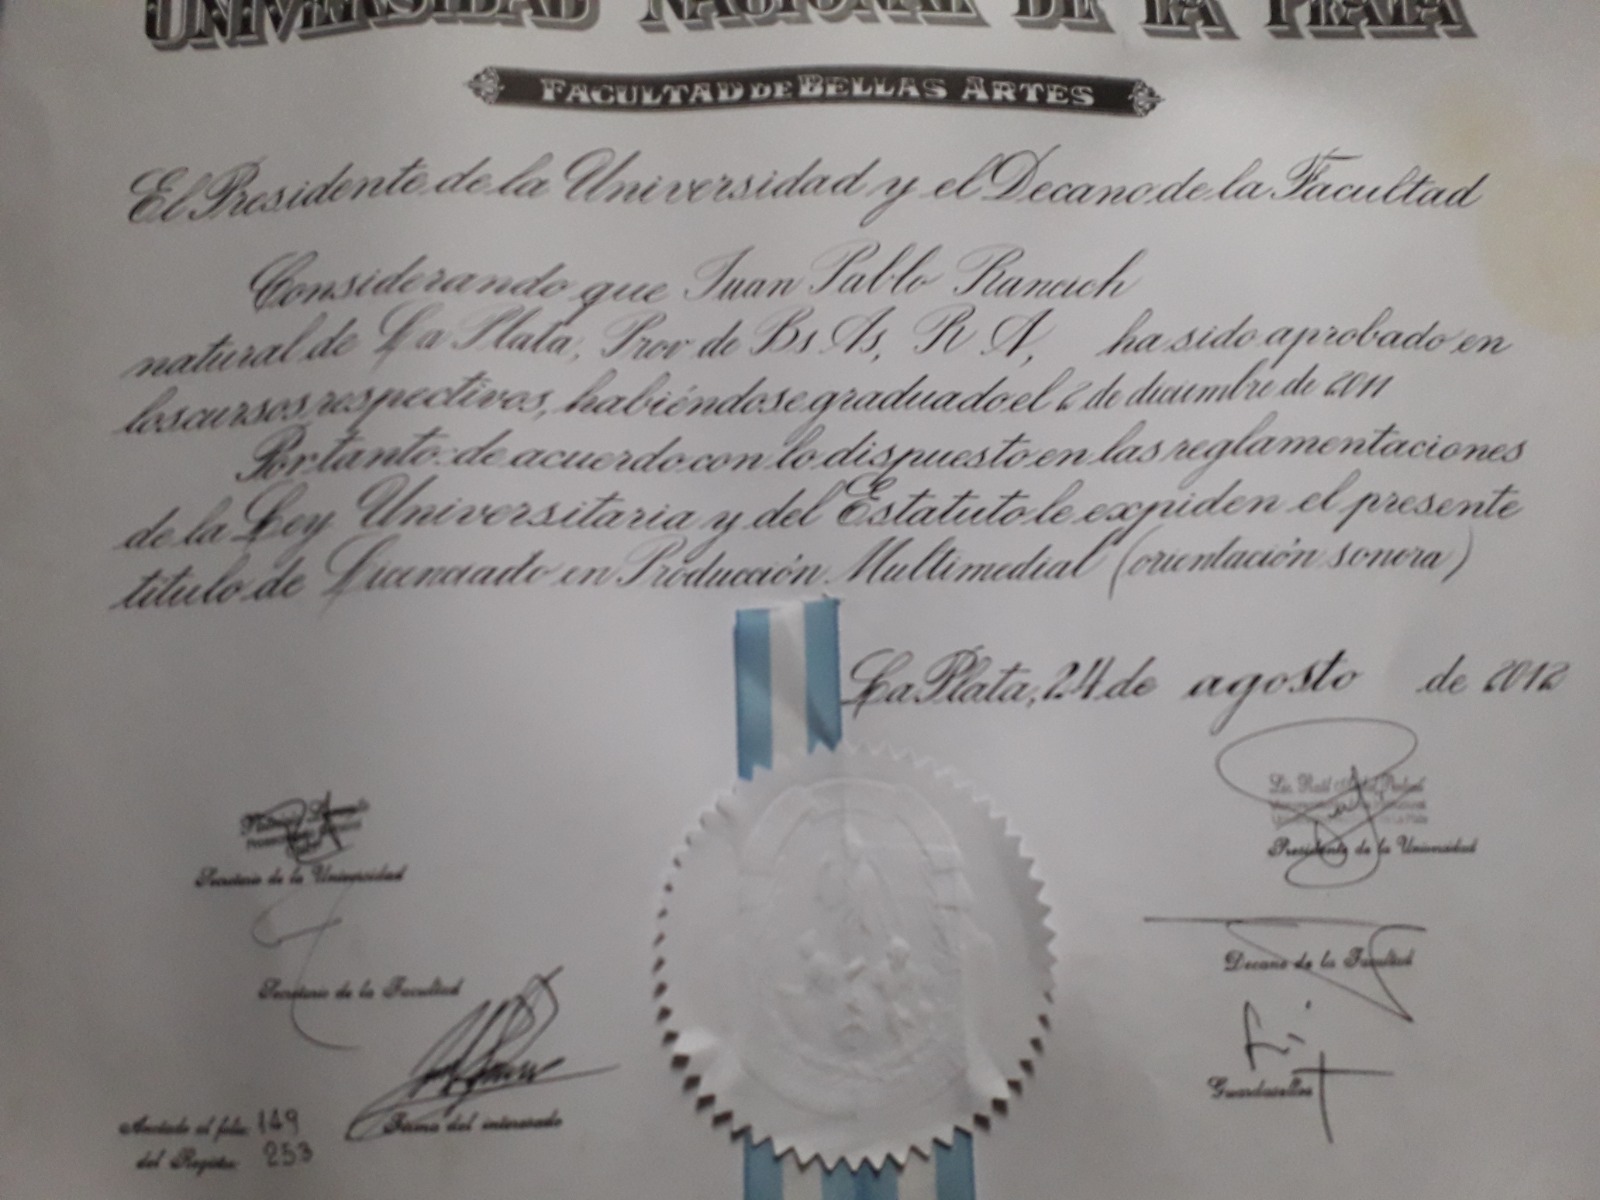 UNIVERSIDAD NACIONAL DE LA PLATA
FACULTAD DE BELLAS ARTES
El Presidente de la Universidad y el Decano de la Facultad
Considerando que Juan Pablo Rancich
natural de La Plata, Prov de Bs As, R A, ha sido aprobado en
los cursos respectivos, habiéndose graduado el 2 de diciembre de 2011
Por tanto: de acuerdo con lo dispuesto en las reglamentaciones
de la Ley Universitaria y del Estatuto le expiden el presente
título de Licenciado en Producción Multimedial (orientación sonora)
La Plata, 24 de agosto de 2012
Lic. Raúl
Presidente de la Universidad
Secretario de la Universidad
Decano de la Facultad
Secretario de la Facultad
Guardasellos
Firma del interesado
Anotado al folio 149
del Registro 253